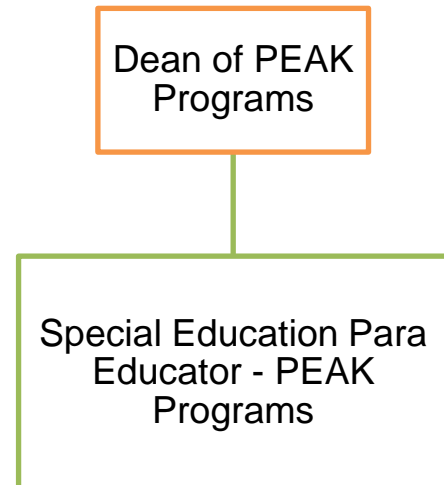 Dean of PEAK
Programs
Special Education Para
Educator - PEAK
Programs